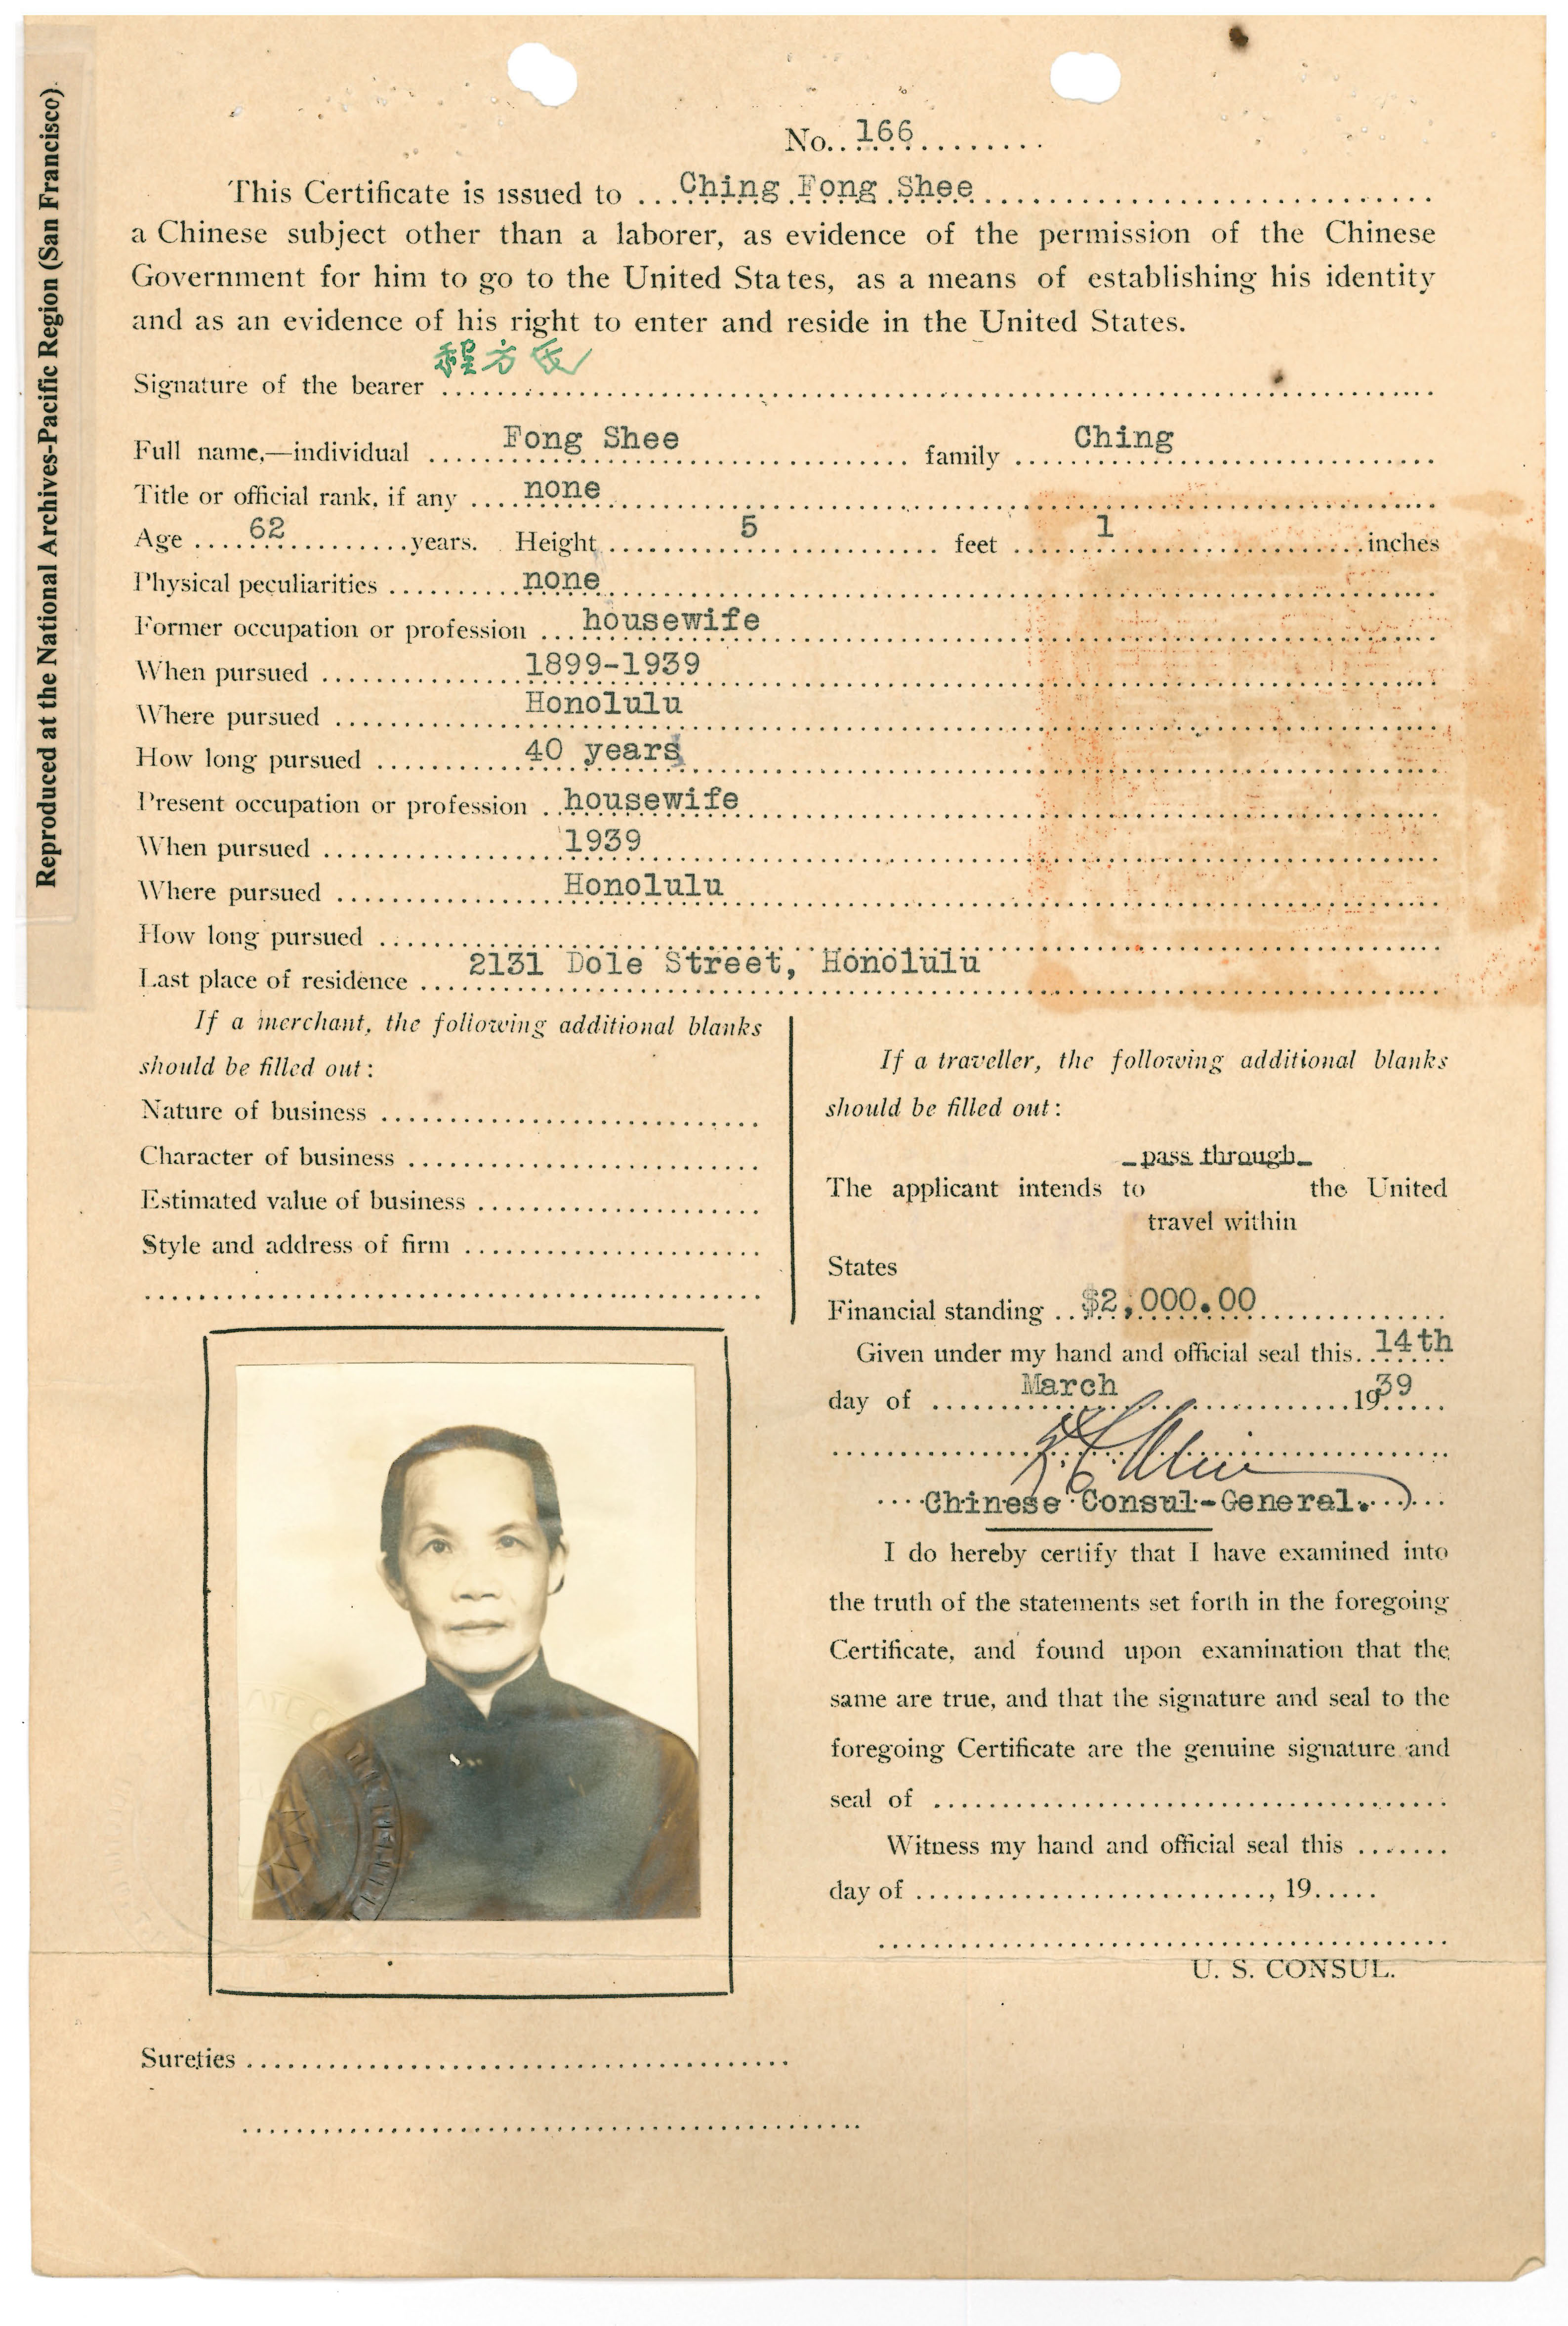 Reproduced at the National Archives-Pacific Region (San Francisco).
No. 166
This Certificate is issued to Ching Fong Shee
a Chinese subject other than a laborer, as evidence of the permission of the Chinese
Government for him to go to the United States, as a means of establishing his identity
and as an evidence of his right to enter and reside in the United States.
程方氏
Signature of the bearer
Full name,—individual Fong Shee family Ching
Title or official rank, if any none
Age 62 years. Height 5 feet 1 inches
Physical peculiarities none
Former occupation or profession housewife
When pursued 1899-1939
Where pursued Honolulu
How long pursued 40 years
Present occupation or profession housewife
When pursued 1939
Where pursued Honolulu
How long pursued
Last place of residence 2131 Dole Street, Honolulu
If a merchant, the following additional blanks
should be filled out:
Nature of business
Character of business
Estimated value of business
Style and address of firm
If a traveller, the following additional blanks
should be filled out:
pass through
The applicant intends to the United
travel within
States
Financial standing $2,000.00
Given under my hand and official seal this 14th
day of March 1939
Chinese Consul-General.
I do hereby certify that I have examined into
the truth of the statements set forth in the foregoing
Certificate, and found upon examination that the
same are true, and that the signature and seal to the
foregoing Certificate are the genuine signature and
seal of
Witness my hand and official seal this
day of , 19
U. S. CONSUL.
Sureties